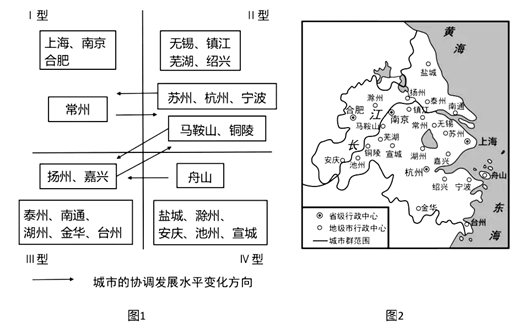 I 型
II型
上海、南京
合肥
无锡、镇江
芜湖、绍兴
常州
苏州、杭州、宁波
马鞍山、铜陵
扬州、嘉兴
舟山
泰州、南通、
湖州、金华、台州
盐城、滁州、
安庆、池州、宣城
III 型
IV 型
城市的协调发展水平变化方向
图1
黄
海
盐城
滁州
扬州
泰州
南通
合肥
江
南京
镇江
常州
无锡
苏州
马鞍山
上海
长
芜湖
铜陵
宣城
湖州
嘉兴
安庆
池州
杭州
舟山
绍兴
宁波
金华
台州
东
海
省级行政中心
地级市行政中心
城市群范围
图2